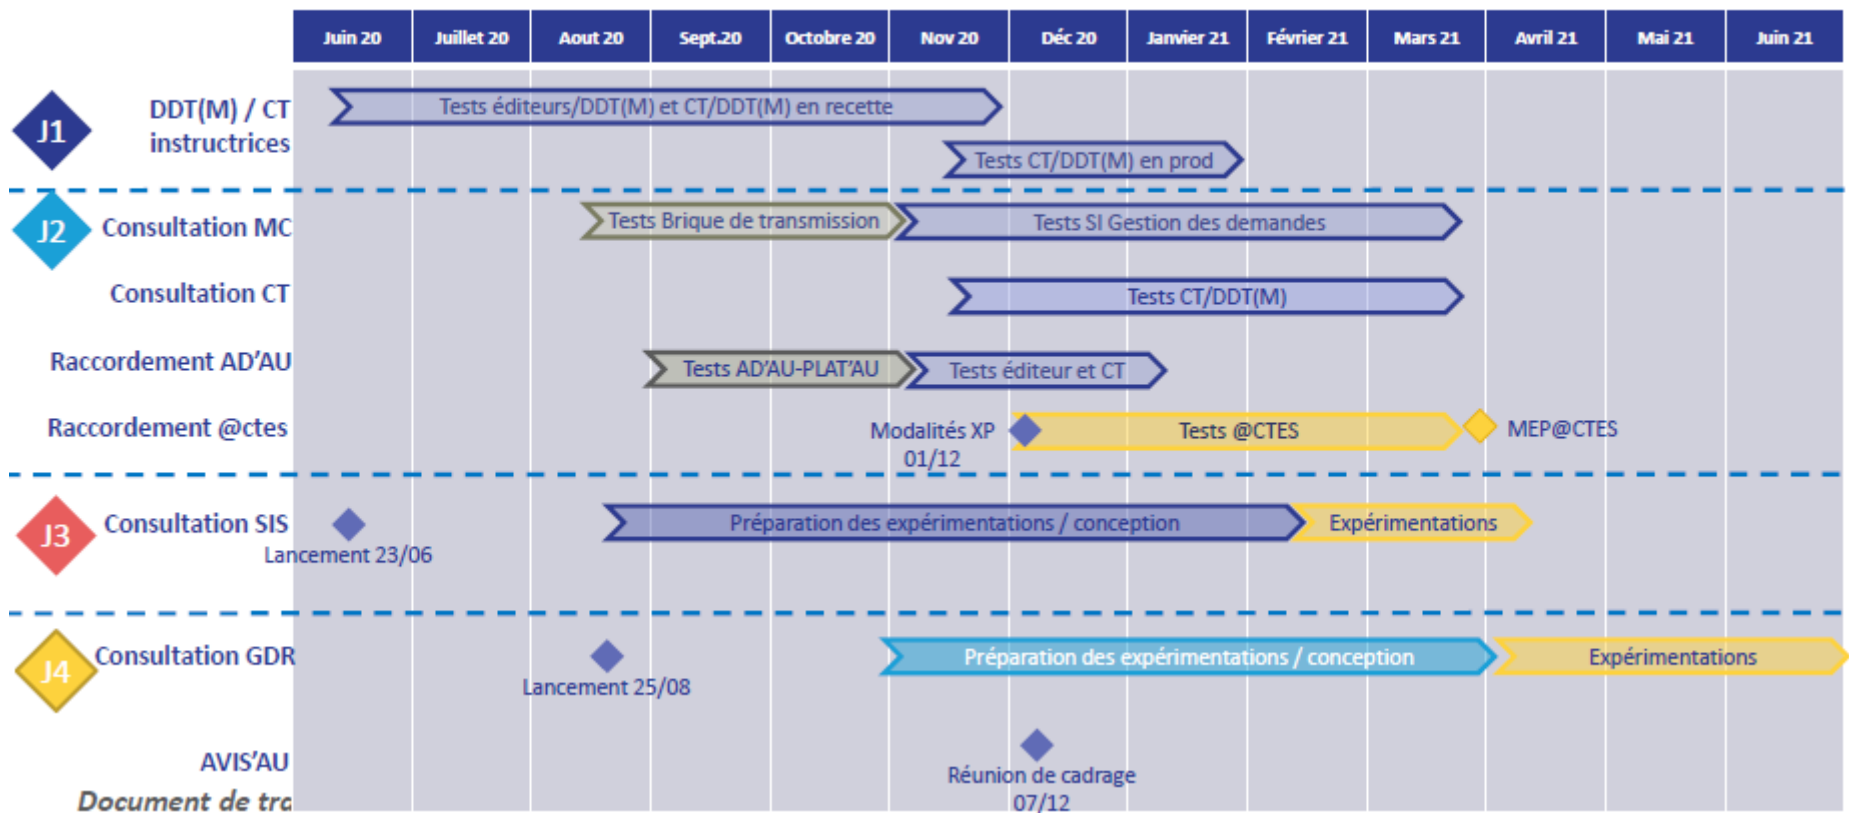 Juin 20 Juillet 20 Aout 20 Sept.20 Octobre 20 Nov 20 Déc 20 Janvier 21 Février 21 Mars 21 Avril 21 Mai 21 Juin 21
J1
DDT(M) / CT
instructrices
Tests éditeurs/DDT(M) et CT/DDT(M) en recette
Tests CT/DDT(M) en prod
J2
Consultation MC
Tests Brique de transmission
Tests SI Gestion des demandes
Consultation CT
Tests CT/DDT(M)
Raccordement AD'AU
Tests AD'AU-PLAT'AU
Tests éditeur et CT
Raccordement @ctes
Modalités XP
01/12
Tests @CTES
MEP@CTES
J3
Consultation SIS
Lancement 23/06
Préparation des expérimentations / conception
Expérimentations
J4
Consultation GDR
Lancement 25/08
Préparation des expérimentations / conception
Expérimentations
AVIS'AU
Réunion de cadrage
07/12
Document de tra